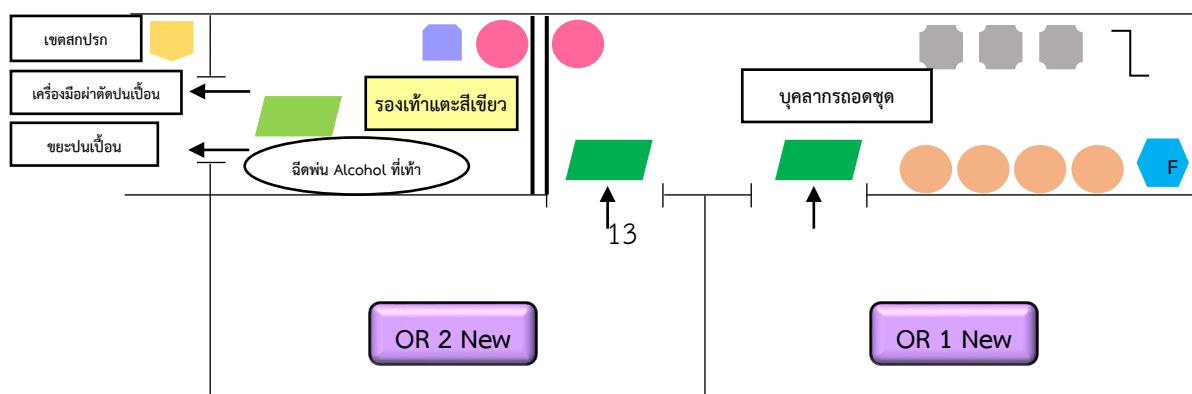 เขตสกปรก
เครื่องมือผ่าตัดปนเปื้อน
ขยะปนเปื้อน
รองเท้าแตะสีเขียว
ฉีดพ่น Alcohol ที่เท้า
บุคลากรถอดชุด
F
13
OR 2 New
OR 1 New